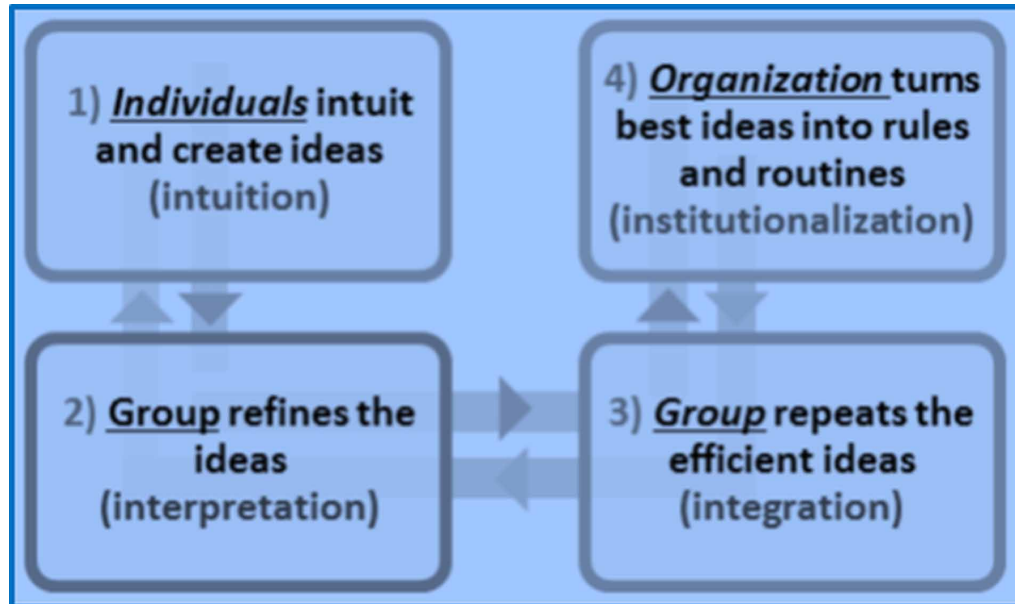 1) Individuals intuit
and create ideas
(intuition)
2) Group refines the
ideas
(interpretation)
3) Group repeats the
efficient ideas
(integration)
4) Organization turns
best ideas into rules
and routines
(institutionalization)